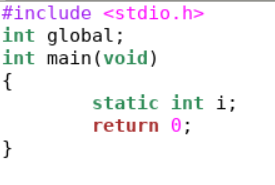 #include <stdio.h>
int global;
int main(void)
{
        static int i;
        return 0;
}